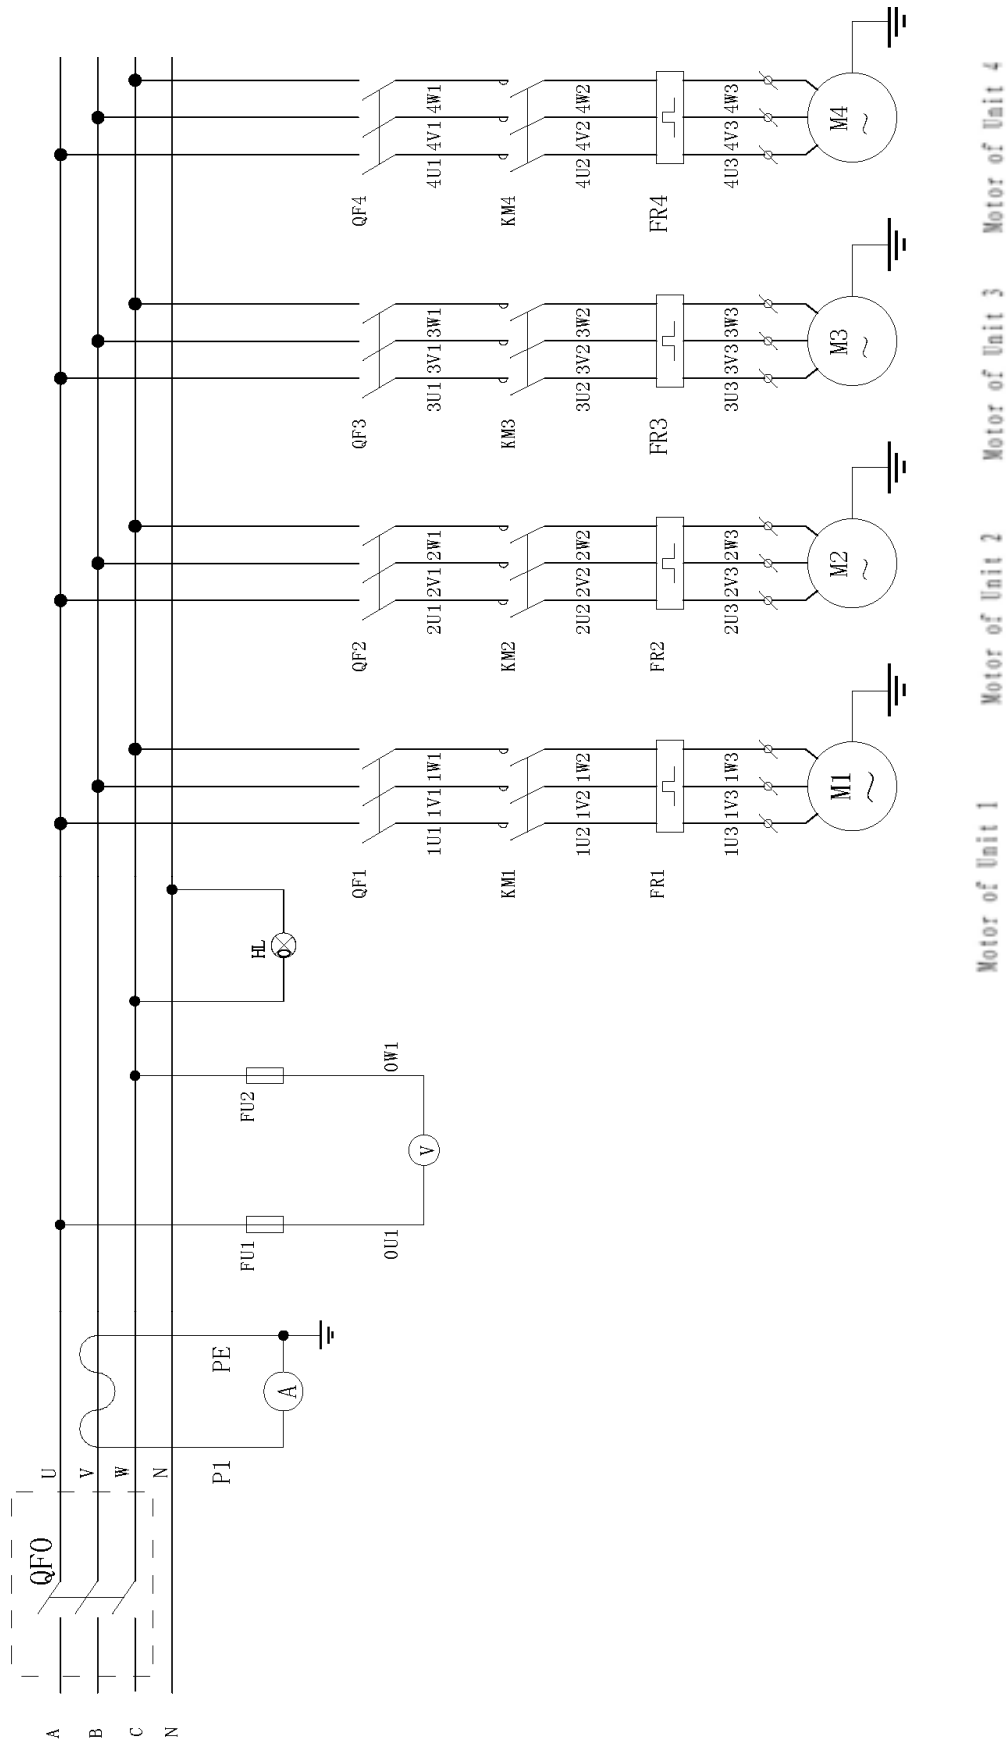 A
B
C
N
QF0
U
V
W
N
P1
PE
A
FU1
FU2
0U1
0W1
V
HL
QF1
1U1 1V1 1W1
KM1
1U2 1V2 1W2
FR1
1U3 1V3 1W3
M1
~
Motor of Unit 1
QF2
2U1 2V1 2W1
KM2
2U2 2V2 2W2
FR2
2U3 2V3 2W3
M2
~
Motor of Unit 2
QF3
3U1 3V1 3W1
KM3
3U2 3V2 3W2
FR3
3U3 3V3 3W3
M3
~
Motor of Unit 3
QF4
4U1 4V1 4W1
KM4
4U2 4V2 4W2
FR4
4U3 4V3 4W3
M4
~
Motor of Unit 4